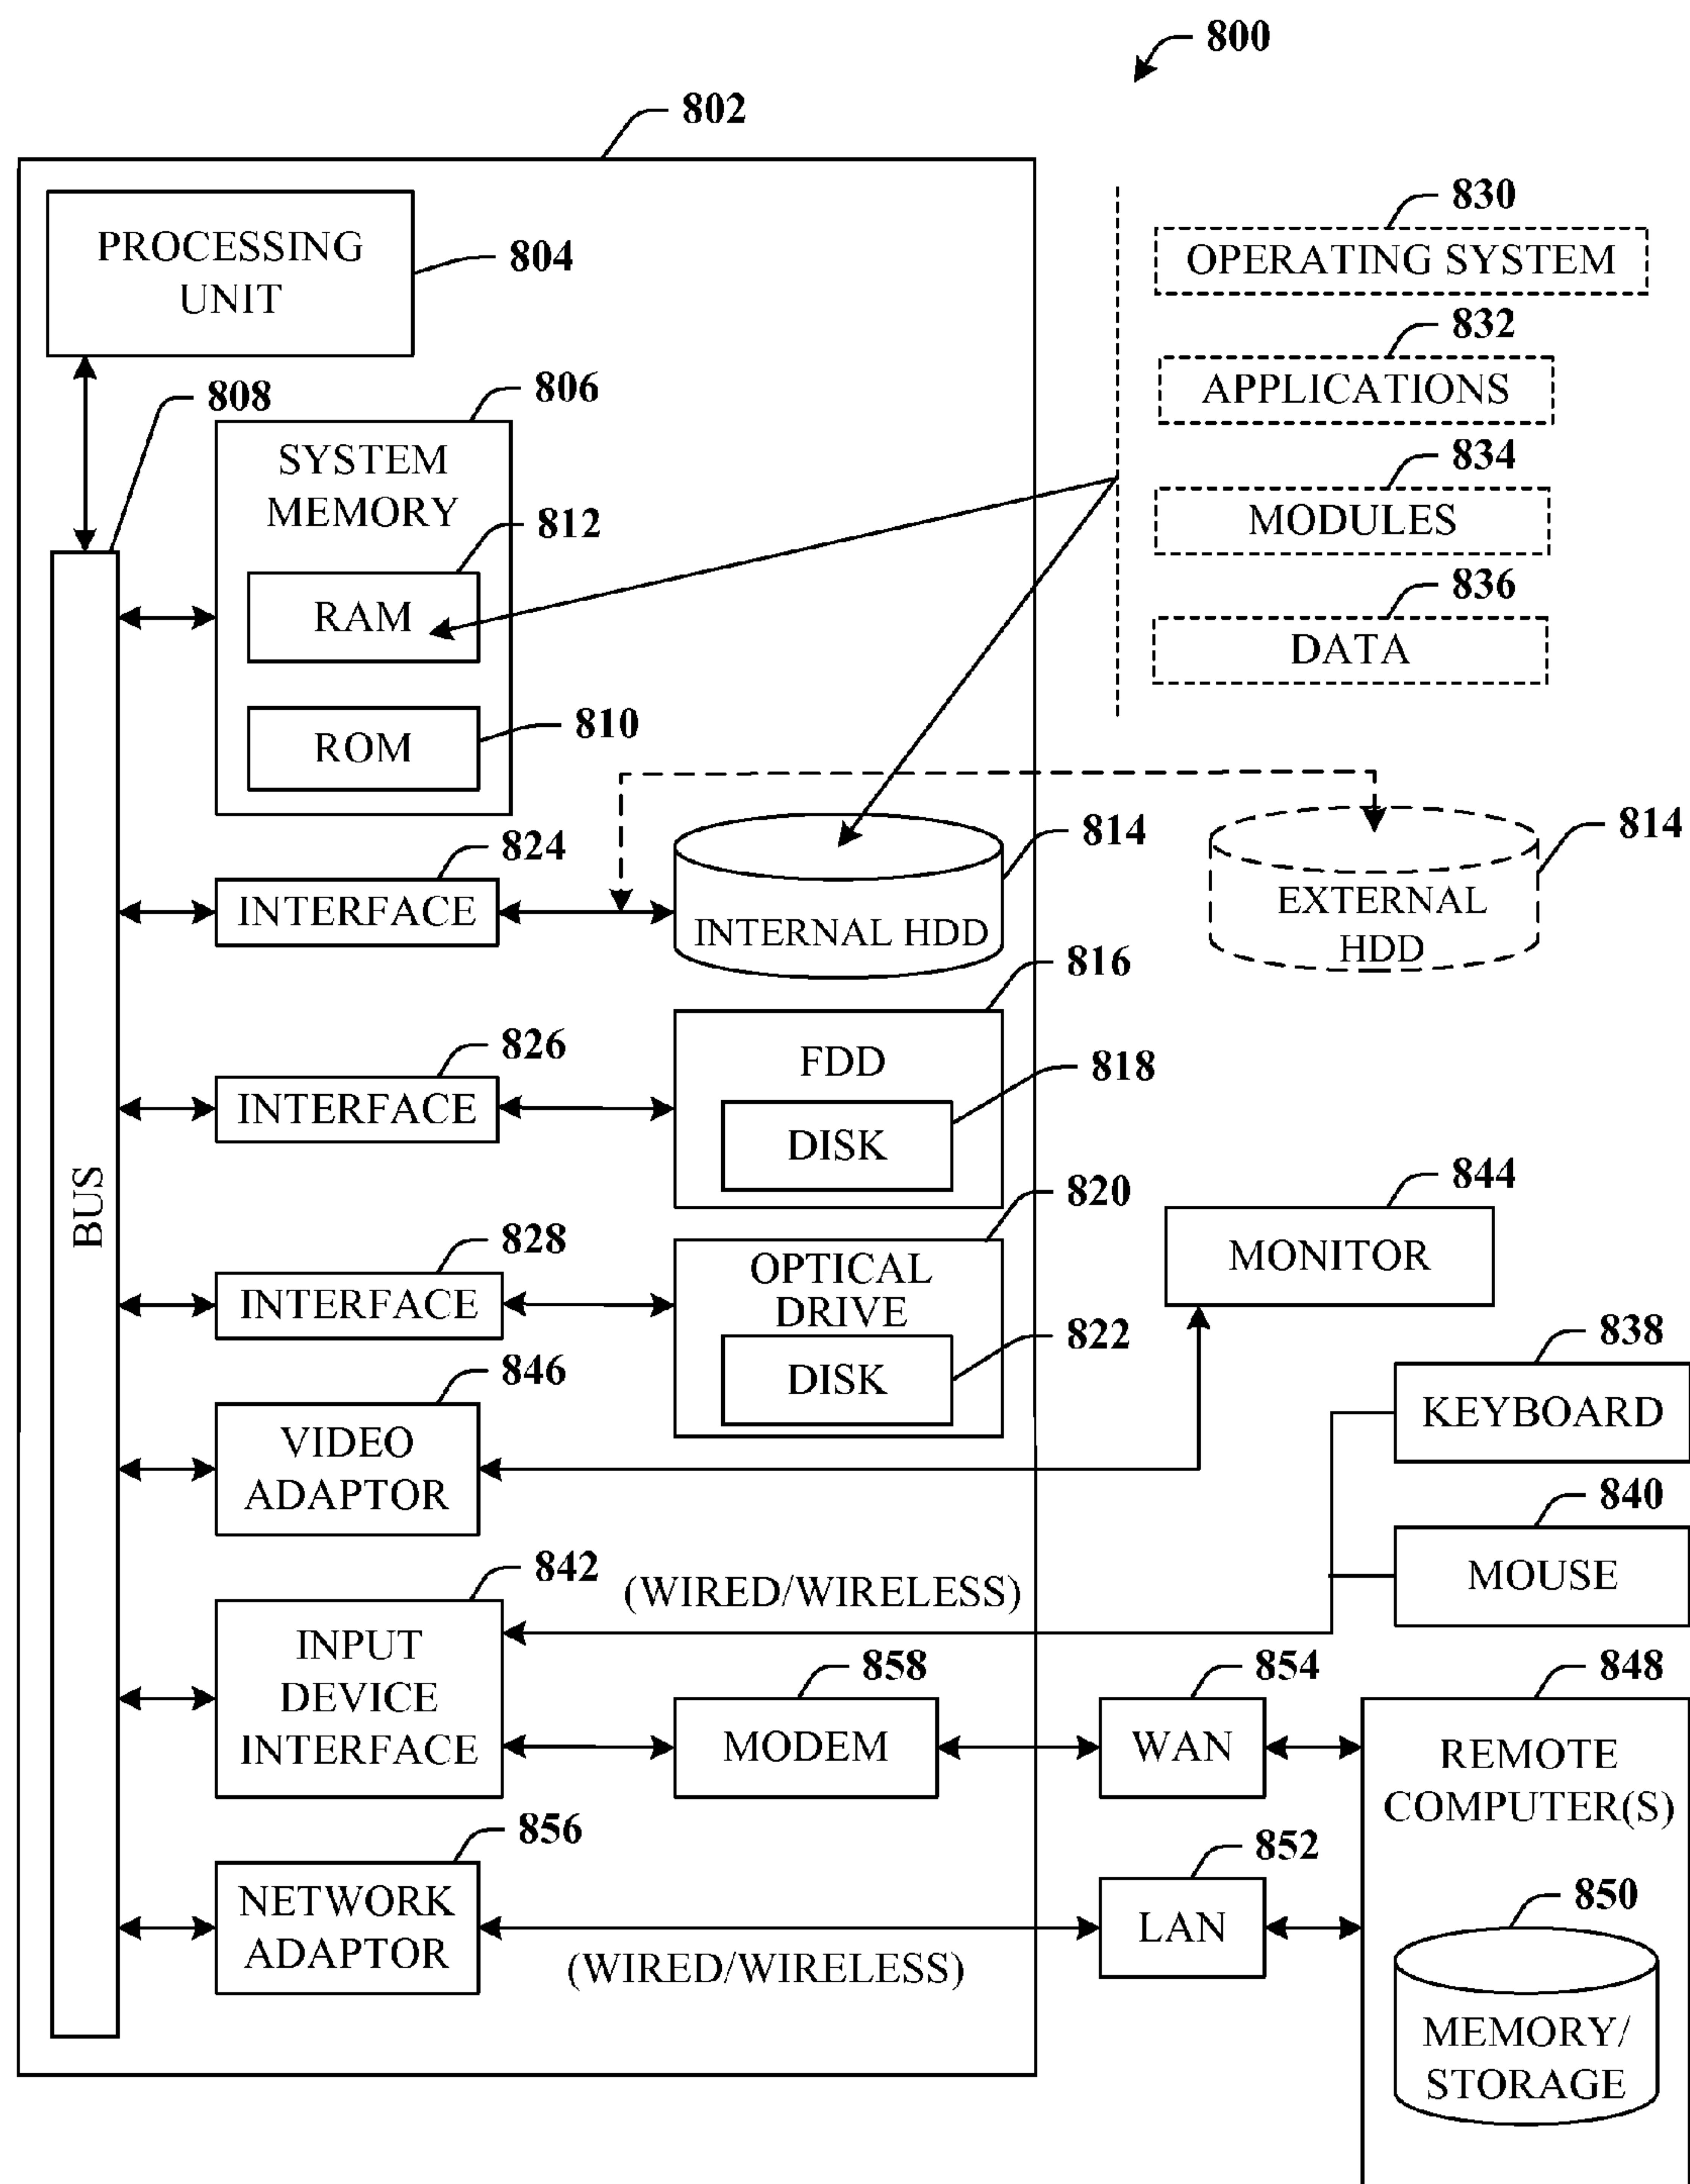 800
802
PROCESSING
UNIT
804
830
OPERATING SYSTEM
832
APPLICATIONS
834
MODULES
836
DATA
808
806
SYSTEM
MEMORY
812
RAM
810
ROM
824
INTERFACE
814
INTERNAL HDD
814
EXTERNAL
HDD
816
FDD
818
DISK
826
INTERFACE
BUS
828
INTERFACE
820
OPTICAL
DRIVE
822
DISK
844
MONITOR
838
KEYBOARD
846
VIDEO
ADAPTOR
840
MOUSE
842
INPUT
DEVICE
INTERFACE
(WIRED/WIRELESS)
858
MODEM
854
WAN
848
REMOTE
COMPUTER(S)
856
NETWORK
ADAPTOR
(WIRED/WIRELESS)
852
LAN
850
MEMORY/
STORAGE